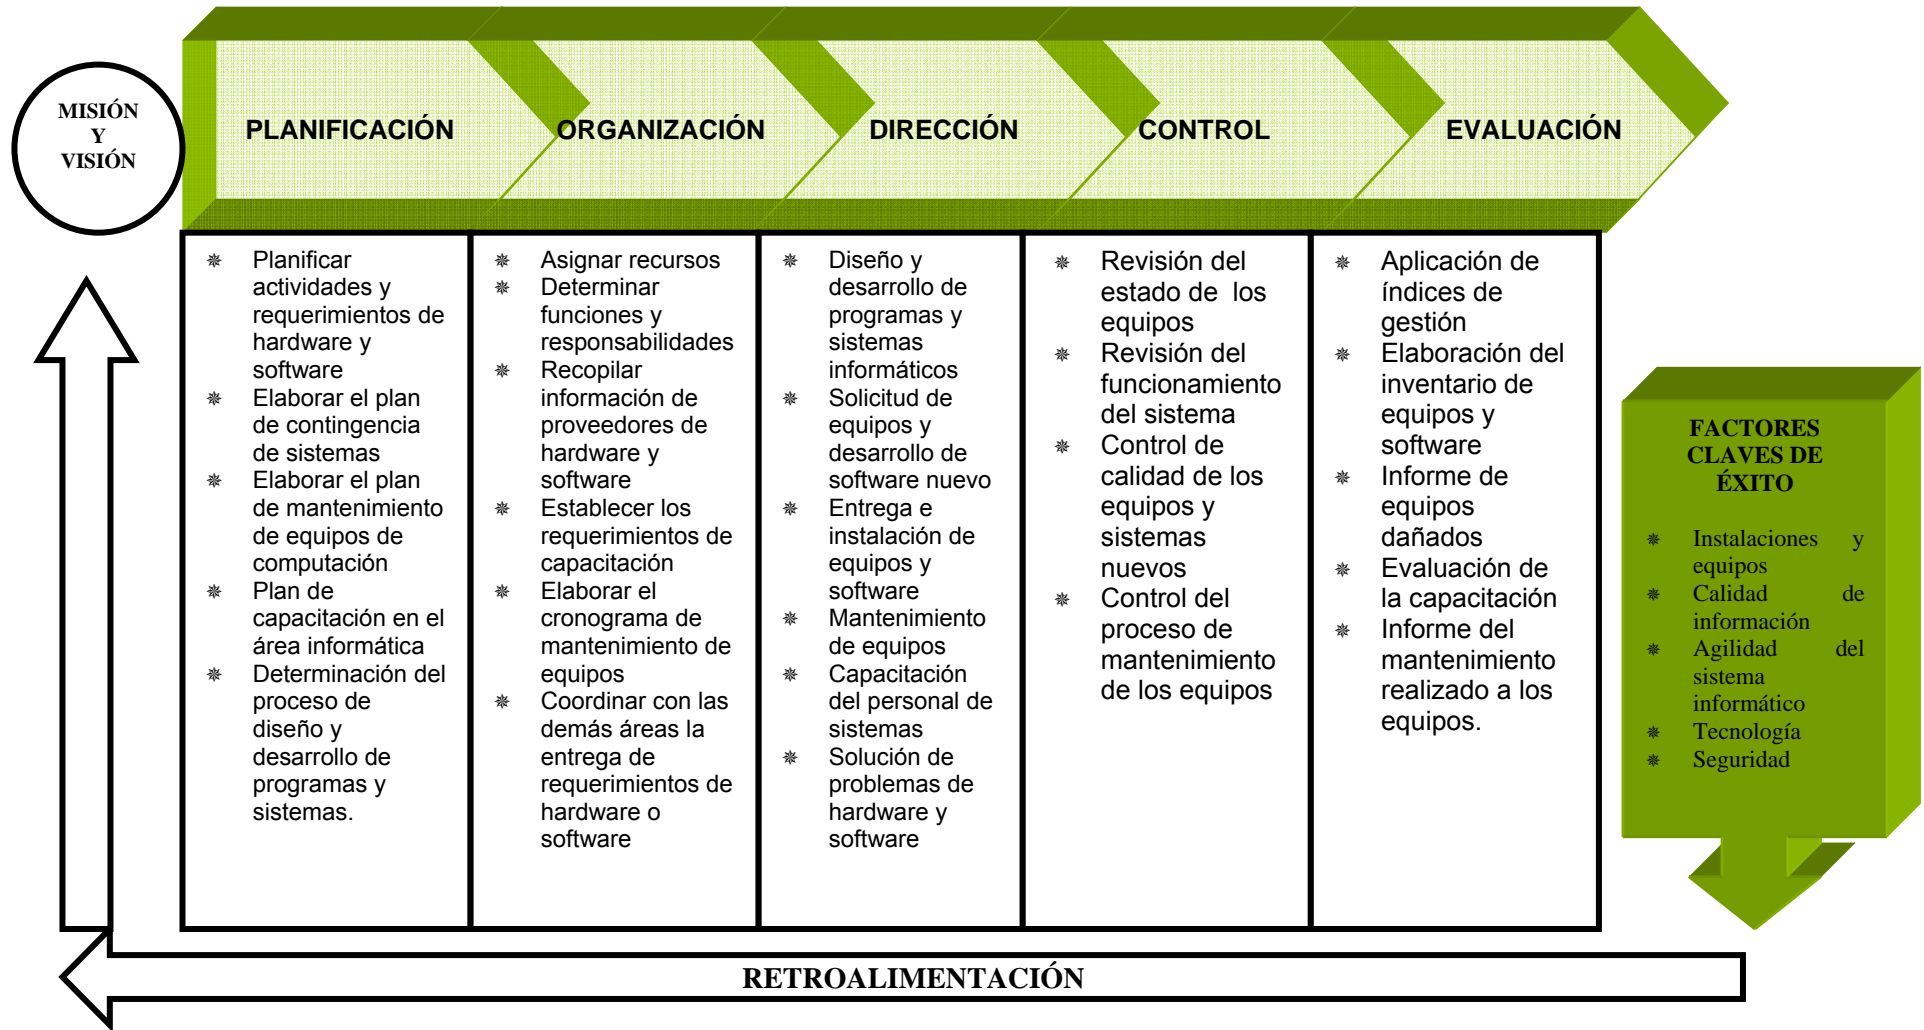 MISIÓN
Y
VISIÓN
PLANIFICACIÓN
ORGANIZACIÓN
DIRECCIÓN
CONTROL
EVALUACIÓN
Planificar
actividades y
requerimientos de
hardware y
software
Elaborar el plan
de contingencia
de sistemas
Elaborar el plan
de mantenimiento
de equipos de
computación
Plan de
capacitación en el
área informática
Determinación del
proceso de
diseño y
desarrollo de
programas y
sistemas.
Asignar recursos
Determinar
funciones y
responsabilidades
Recopilar
información de
proveedores de
hardware y
software
Establecer los
requerimientos de
capacitación
Elaborar el
cronograma de
mantenimiento de
equipos
Coordinar con las
demás áreas la
entrega de
requerimientos de
hardware o
software
Diseño y
desarrollo de
programas y
sistemas
informáticos
Solicitud de
equipos y
desarrollo de
software nuevo
Entrega e
instalación de
equipos y
software
Mantenimiento
de equipos
Capacitación
del personal de
sistemas
Solución de
problemas de
hardware y
software
Revisión del
estado de los
equipos
Revisión del
funcionamiento
del sistema
Control de
calidad de los
equipos y
sistemas
nuevos
Control del
proceso de
mantenimiento
de los equipos
Aplicación de
índices de
gestión
Elaboración del
inventario de
equipos y
software
Informe de
equipos
dañados
Evaluación de
la capacitación
Informe del
mantenimiento
realizado a los
equipos.
FACTORES
CLAVES DE
ÉXITO
Instalaciones y
equipos
Calidad de
información
Agilidad del
sistema
informático
Tecnología
Seguridad
RETROALIMENTACIÓN